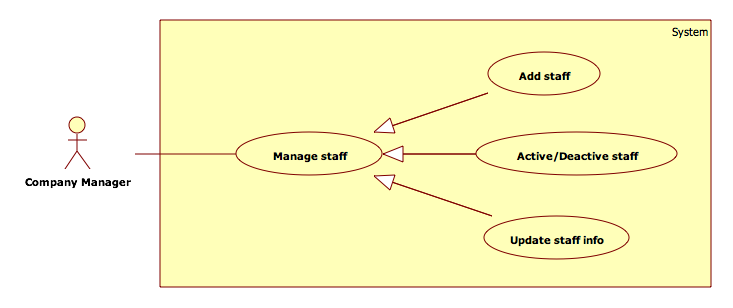 System
Add staff
Manage staff
Active/Deactive staff
Company Manager
Update staff info